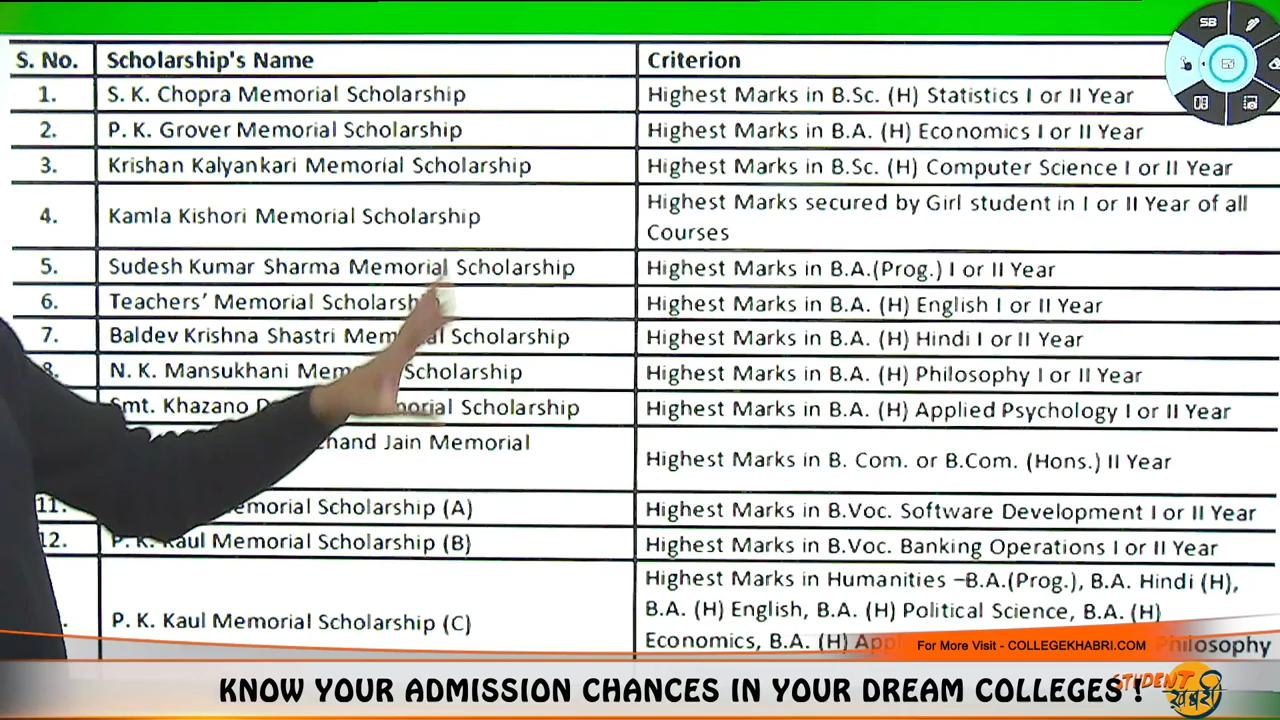 SB
S. No. Scholarship's Name Criterion
1. S. K. Chopra Memorial Scholarship Highest Marks in B.Sc. (H) Statistics I or II Year
2. P. K. Grover Memorial Scholarship Highest Marks in B.A. (H) Economics I or II Year
3. Krishan Kalyankari Memorial Scholarship Highest Marks in B.Sc. (H) Computer Science I or II Year
4. Kamla Kishori Memorial Scholarship Highest Marks secured by Girl student in I or II Year of all
Courses
5. Sudesh Kumar Sharma Memorial Scholarship Highest Marks in B.A.(Prog.) I or II Year
6. Teachers’ Memorial Scholarship Highest Marks in B.A. (H) English I or II Year
7. Baldev Krishna Shastri Memorial Scholarship Highest Marks in B.A. (H) Hindi I or II Year
8. N. K. Mansukhani Memorial Scholarship Highest Marks in B.A. (H) Philosophy I or II Year
Smt. Khazano Memorial Scholarship Highest Marks in B.A. (H) Applied Psychology I or II Year
Jain Memorial
Highest Marks in B. Com. or B.Com. (Hons.) II Year
11. Memorial Scholarship (A) Highest Marks in B.Voc. Software Development I or II Year
12. P. K. Kaul Memorial Scholarship (B) Highest Marks in B.Voc. Banking Operations I or II Year
P. K. Kaul Memorial Scholarship (C) Highest Marks in Humanities –B.A.(Prog.), B.A. Hindi (H),
B.A. (H) English, B.A. (H) Political Science, B.A. (H)
Economics, B.A. (H) Philosophy
For More Visit - COLLEGEKHABRI.COM
KNOW YOUR ADMISSION CHANCES IN YOUR DREAM COLLEGES !
STUDENT
खबरी